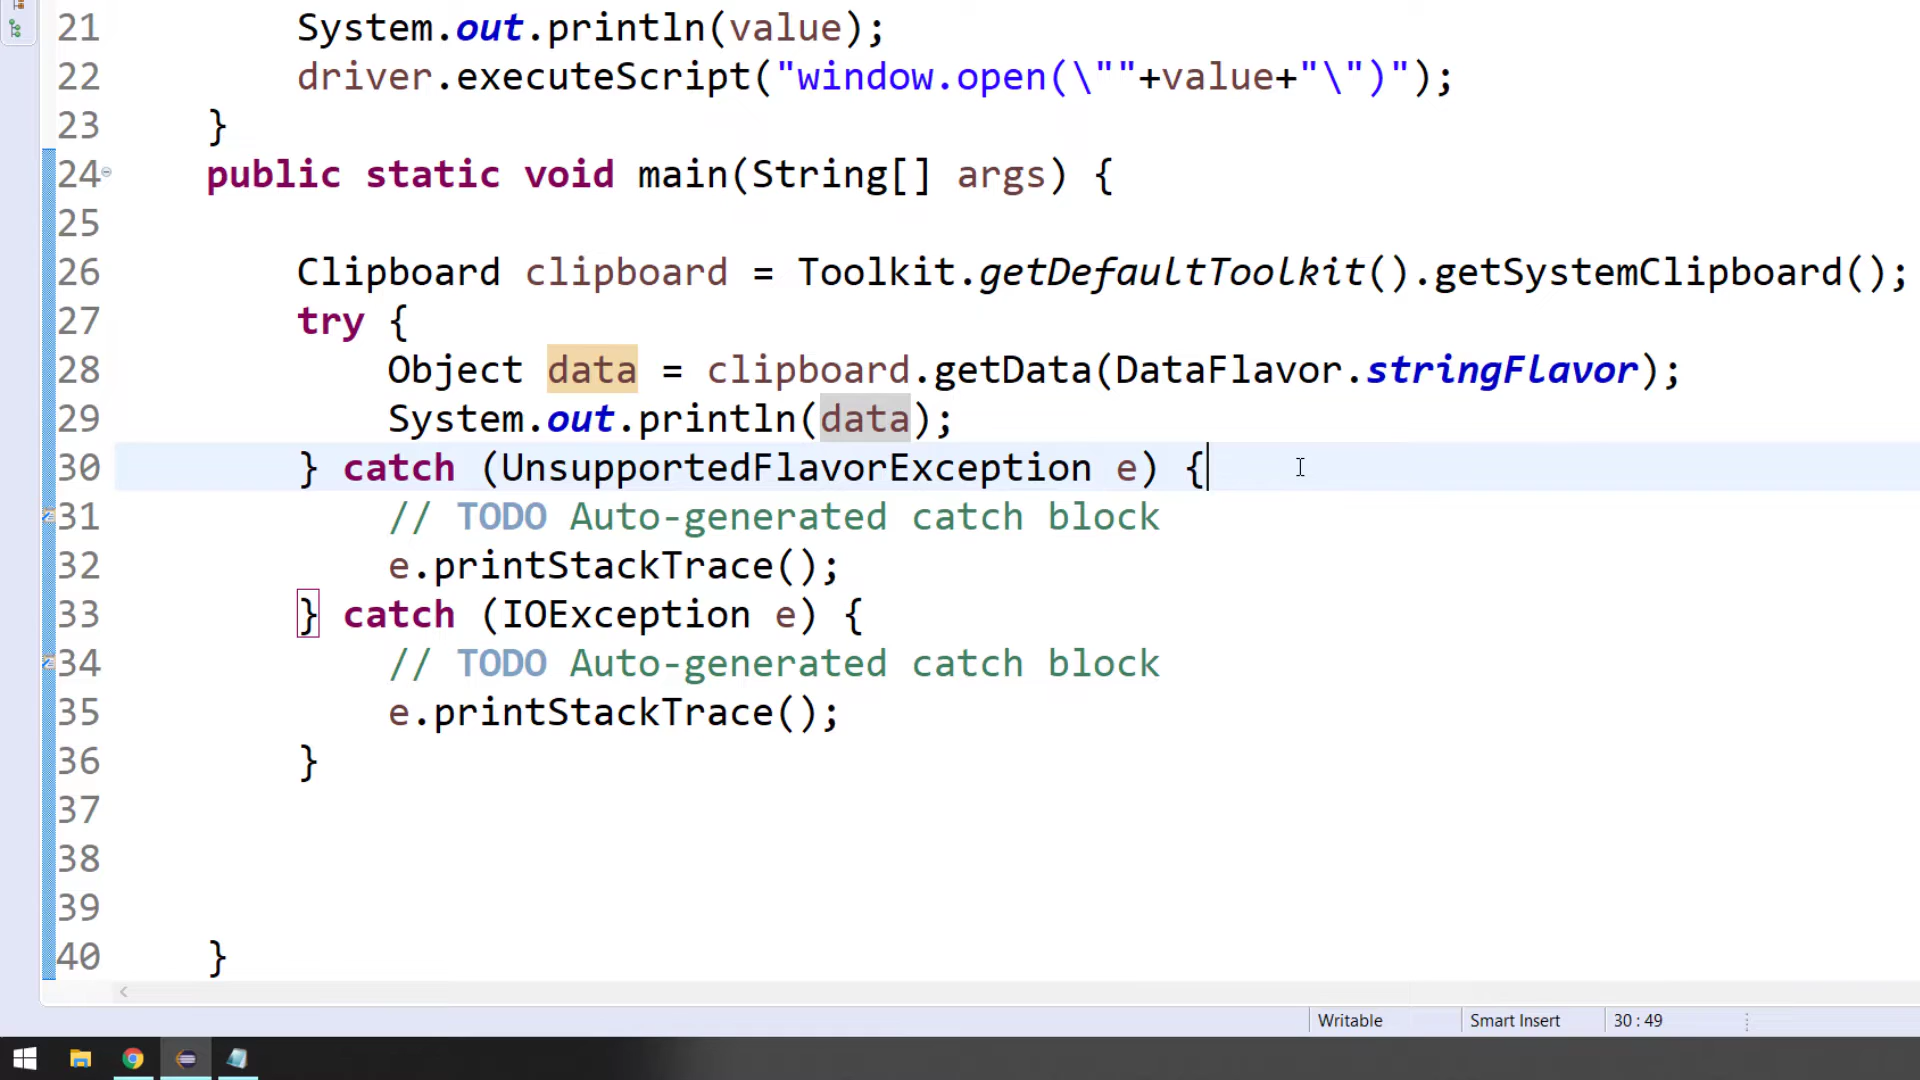 21 System.out.println(value);
22 driver.executeScript("window.open(\""+value+"\")");
23 }
24 public static void main(String[] args) {
25
26 Clipboard clipboard = Toolkit.getDefaultToolkit().getSystemClipboard();
27 try {
28 Object data = clipboard.getData(DataFlavor.stringFlavor);
29 System.out.println(data);
30 } catch (UnsupportedFlavorException e) {
31 // TODO Auto-generated catch block
32 e.printStackTrace();
33 } catch (IOException e) {
34 // TODO Auto-generated catch block
35 e.printStackTrace();
36 }
37
38
39
40 }
Writable Smart Insert 30 : 49